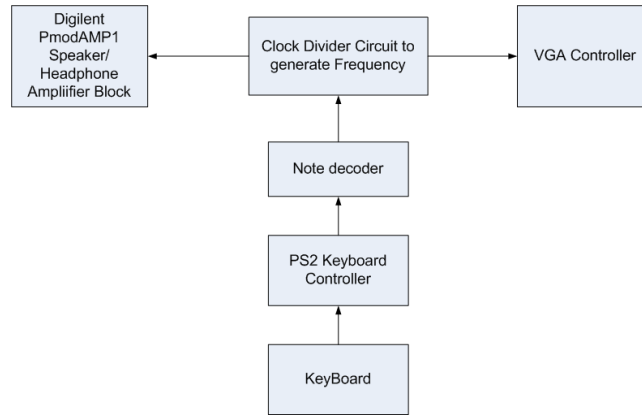 Digilent
PmodAMP1
Speaker/
Headphone
Ampliifier Block
Clock Divider Circuit to
generate Frequency
VGA Controller
Note decoder
PS2 Keyboard
Controller
KeyBoard